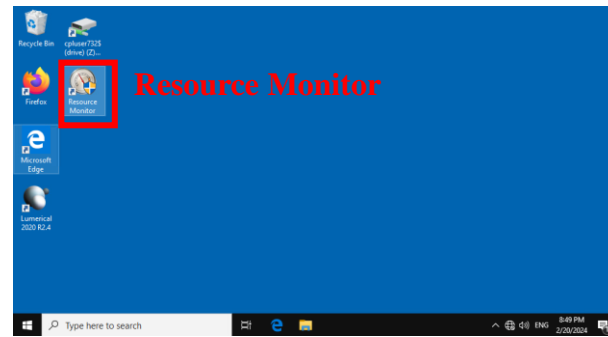 Recycle Bin
cpluser732$
(drive) (Z)...
Firefox
Resource
Monitor
Resource Monitor
Microsoft
Edge
Lumerical
2020 R2.4
Type here to search
ENG
8:49 PM
2/20/2024